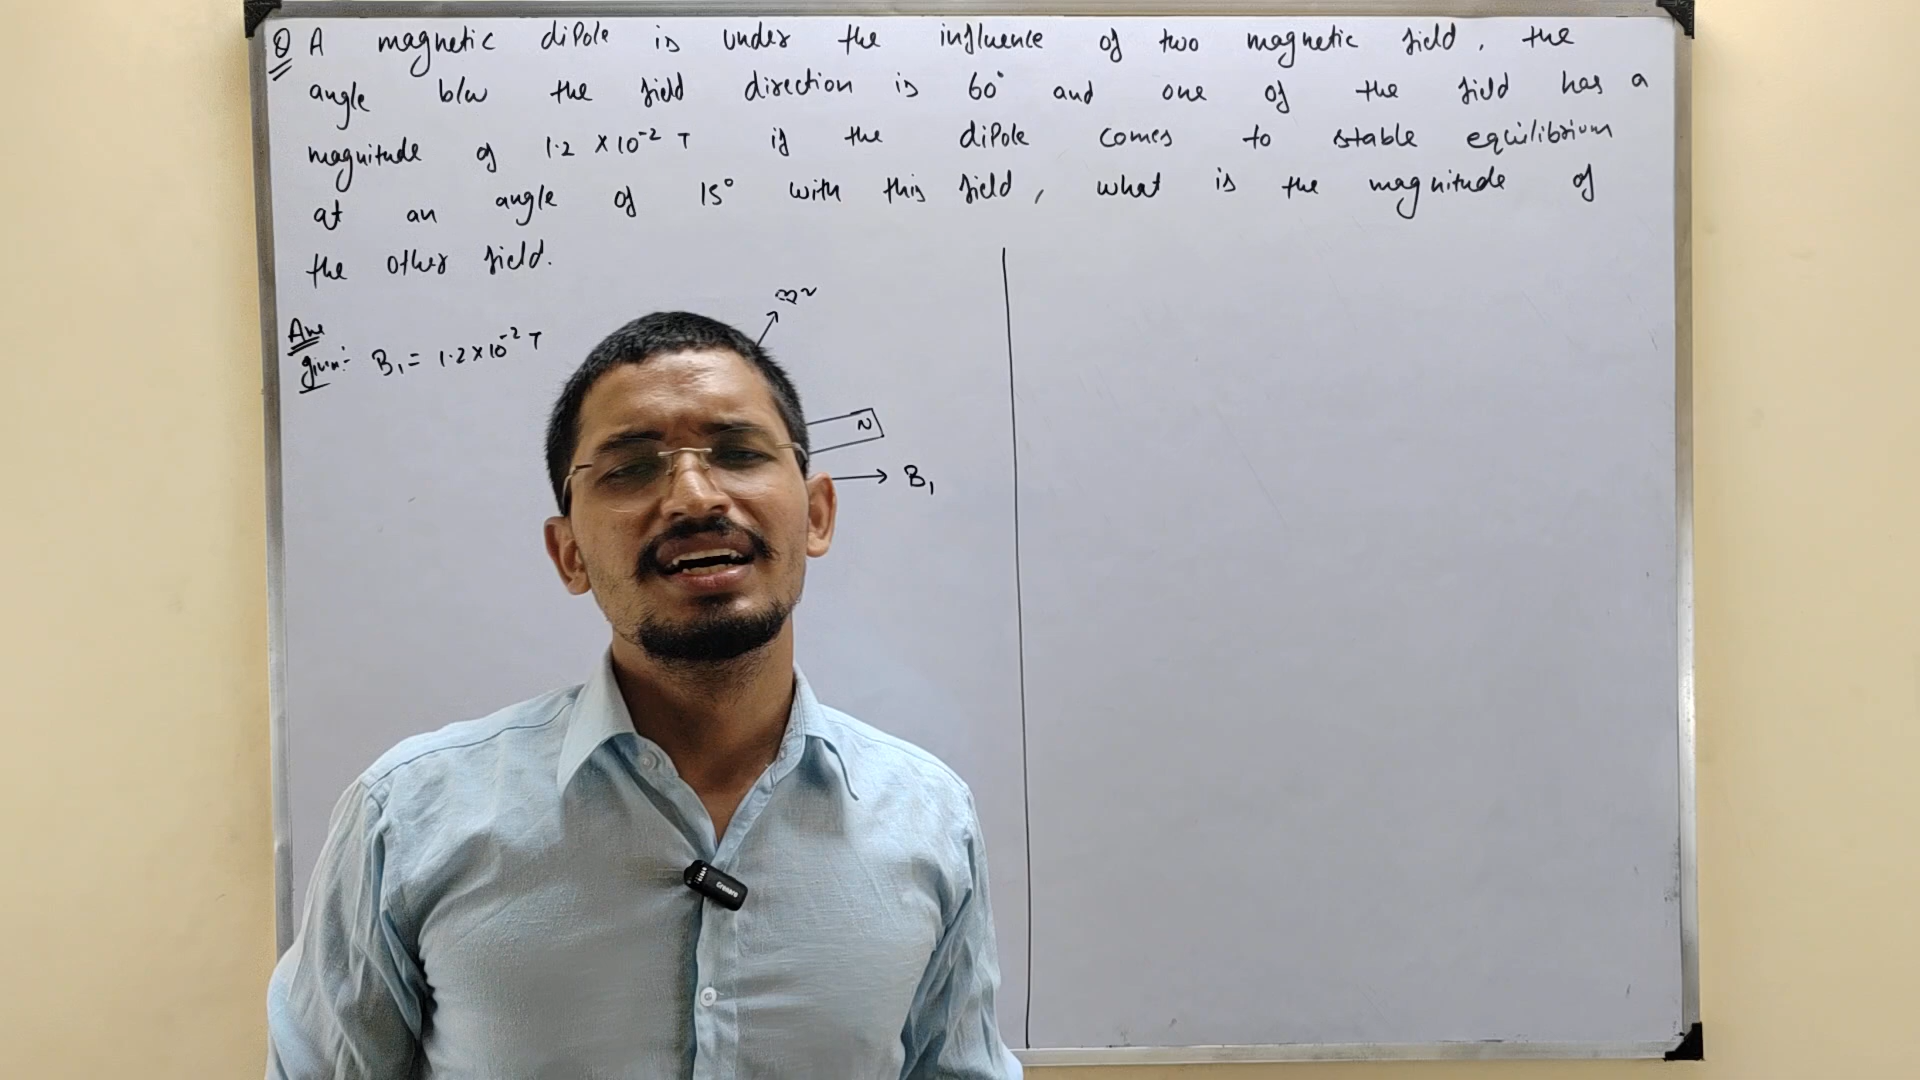 Q A magnetic dipole is under the influence of two magnetic field, the
angle b/w the field direction is 60° and one of the field has a
magnitude of 1.2 × 10⁻² T if the dipole comes to stable equilibrium
at an angle of 15° with this field, what is the magnitude of
the other field.
Ans
given:- B₁ = 1.2 × 10⁻² T
N
B₁
Grenaro